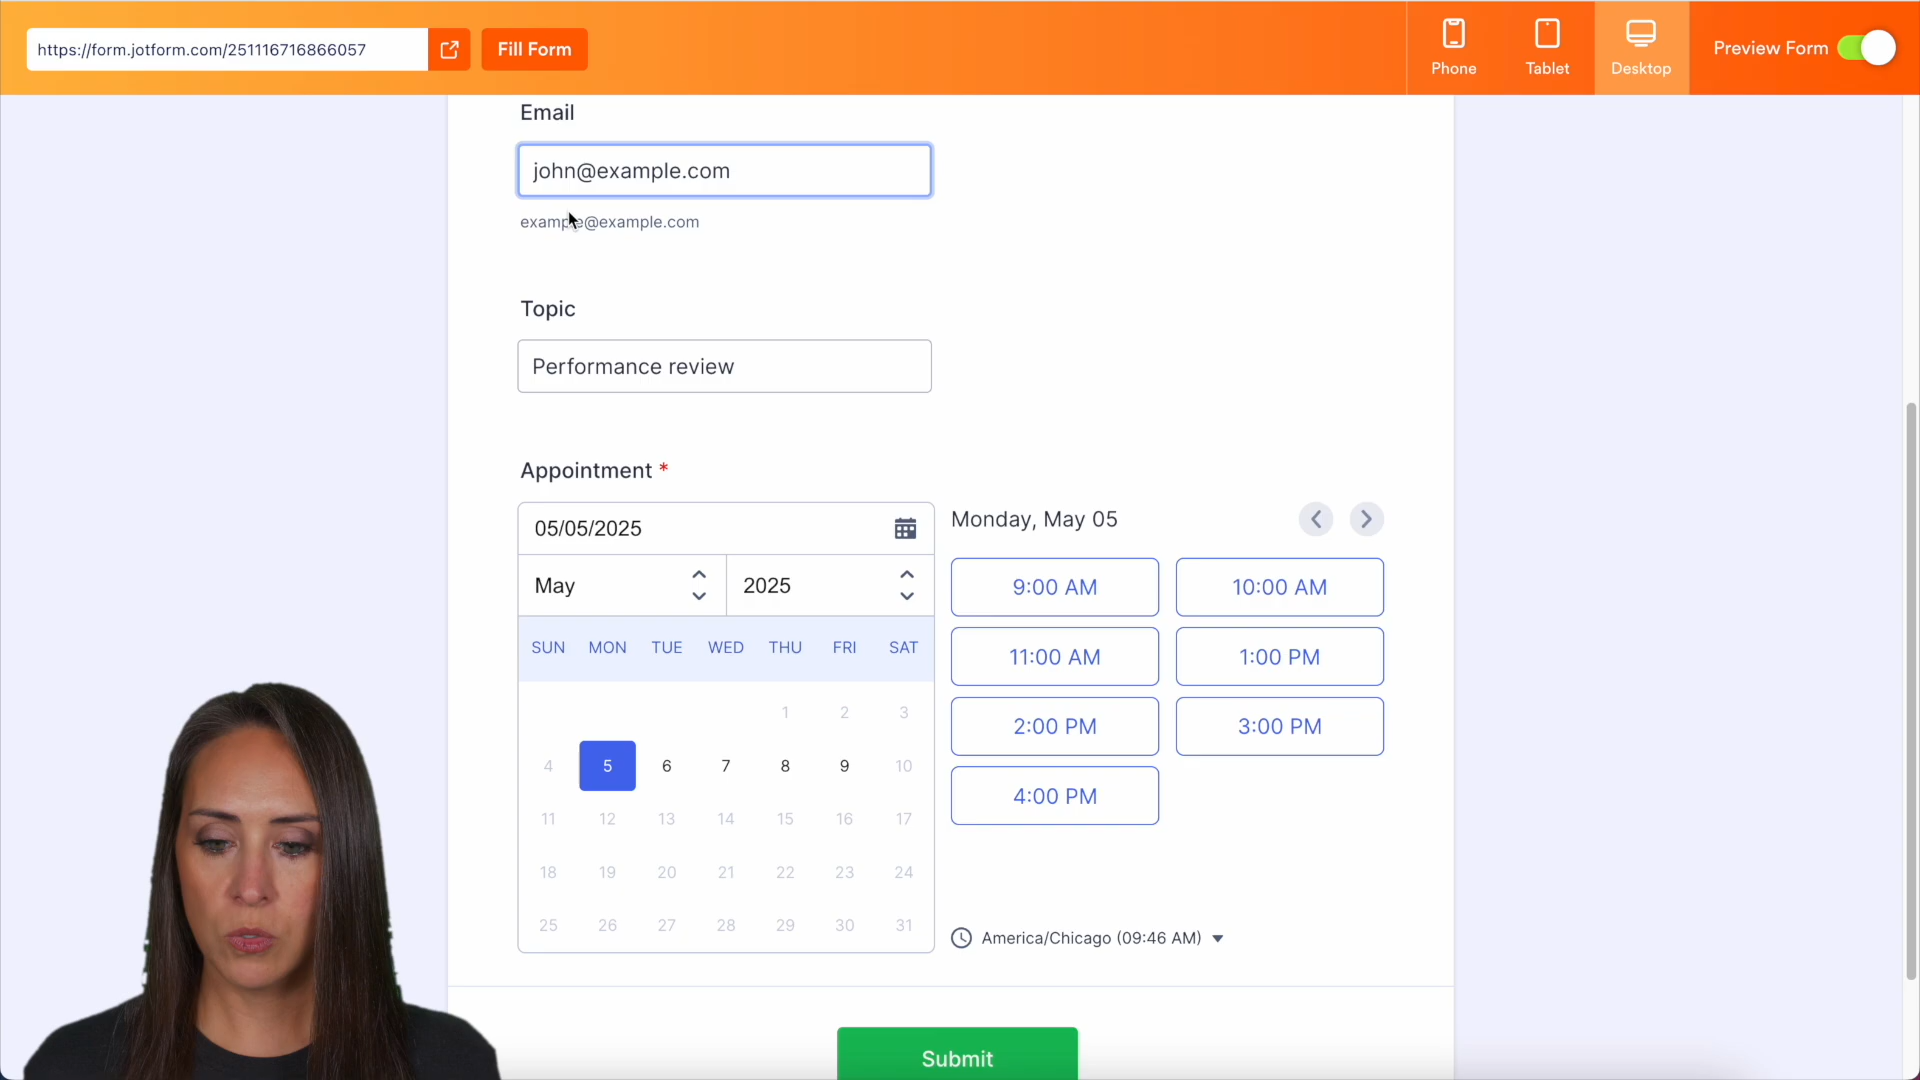 https://form.jotform.com/251116716866057
Fill Form
Phone
Tablet
Desktop
Preview Form
Email
john@example.com
example@example.com
Topic
Performance review
Appointment *
05/05/2025
May
2025
SUN MON TUE WED THU FRI SAT
1 2 3
4 5 6 7 8 9 10
11 12 13 14 15 16 17
18 19 20 21 22 23 24
25 26 27 28 29 30 31
Monday, May 05
9:00 AM 10:00 AM
11:00 AM 1:00 PM
2:00 PM 3:00 PM
4:00 PM
America/Chicago (09:46 AM)
Submit